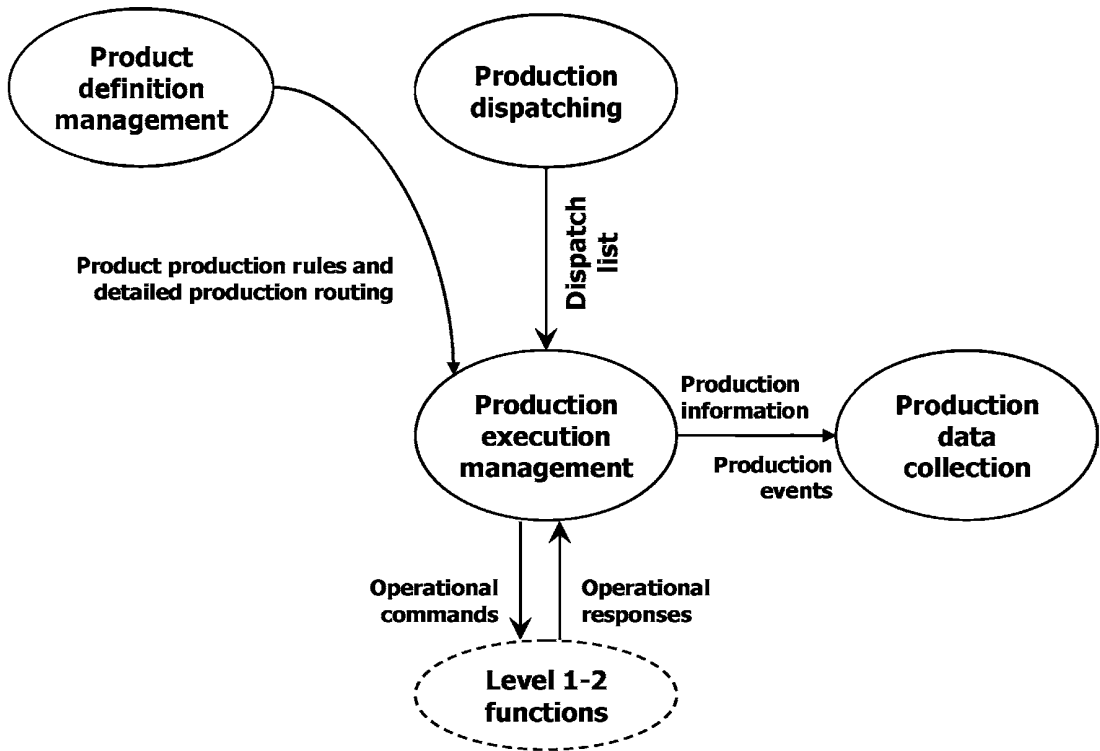 Product
definition
management
Production
dispatching
Dispatch
list
Product production rules and
detailed production routing
Production
execution
management
Production
information
Production
events
Production
data
collection
Operational
commands
Operational
responses
Level 1-2
functions